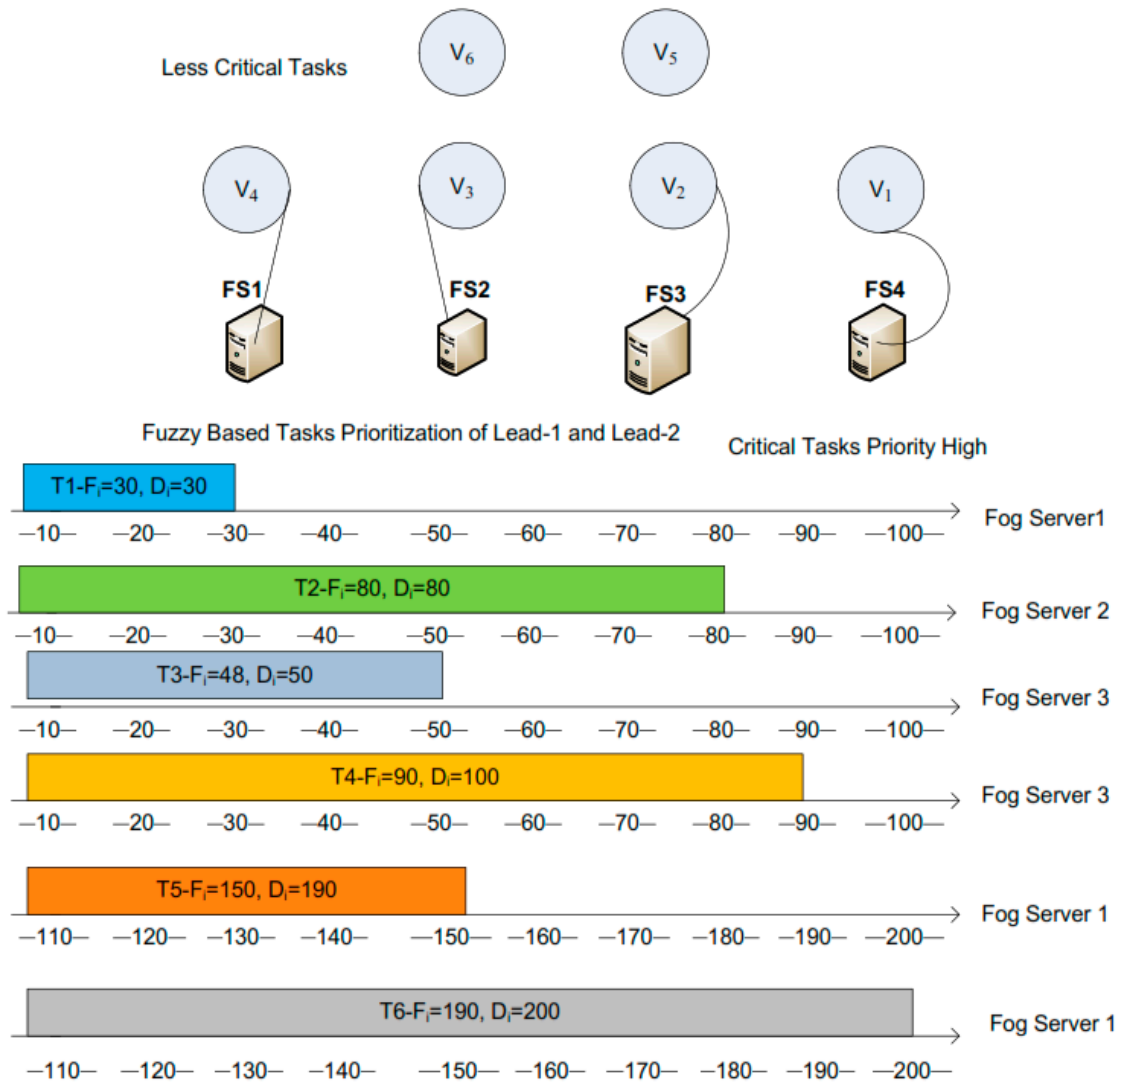 V6 V5
Less Critical Tasks
V4 V3 V2 V1
FS1 FS2 FS3 FS4
Fuzzy Based Tasks Prioritization of Lead-1 and Lead-2
Critical Tasks Priority High
T1-Fi=30, Di=30
Fog Server1
—10— —20— —30— —40— —50— —60— —70— —80— —90— —100—
T2-Fi=80, Di=80
Fog Server 2
—10— —20— —30— —40— —50— —60— —70— —80— —90— —100—
T3-Fi=48, Di=50
Fog Server 3
—10— —20— —30— —40— —50— —60— —70— —80— —90— —100—
T4-Fi=90, Di=100
Fog Server 3
—10— —20— —30— —40— —50— —60— —70— —80— —90— —100—
T5-Fi=150, Di=190
Fog Server 1
—110— —120— —130— —140— —150— —160— —170— —180— —190— —200—
T6-Fi=190, Di=200
Fog Server 1
—110— —120— —130— —140— —150— —160— —170— —180— —190— —200—